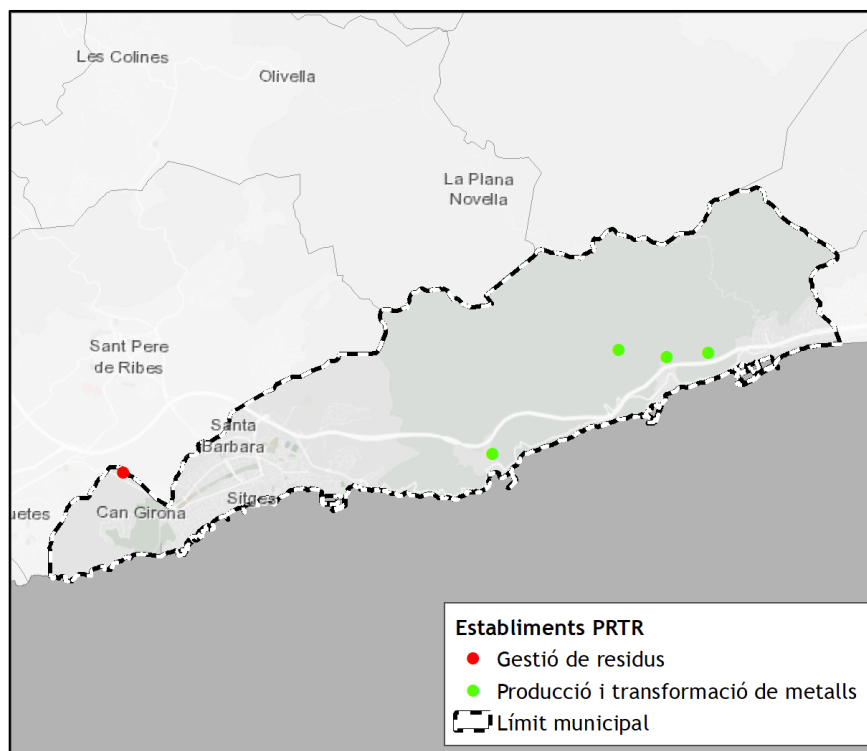 Les Colines
Olivella
La Plana
Novella
Sant Pere
de Ribes
Santa
Barbara
Sitges
Can Girona
uetes
Establiments PRTR
Gestió de residus
Producció i transformació de metalls
Límit municipal